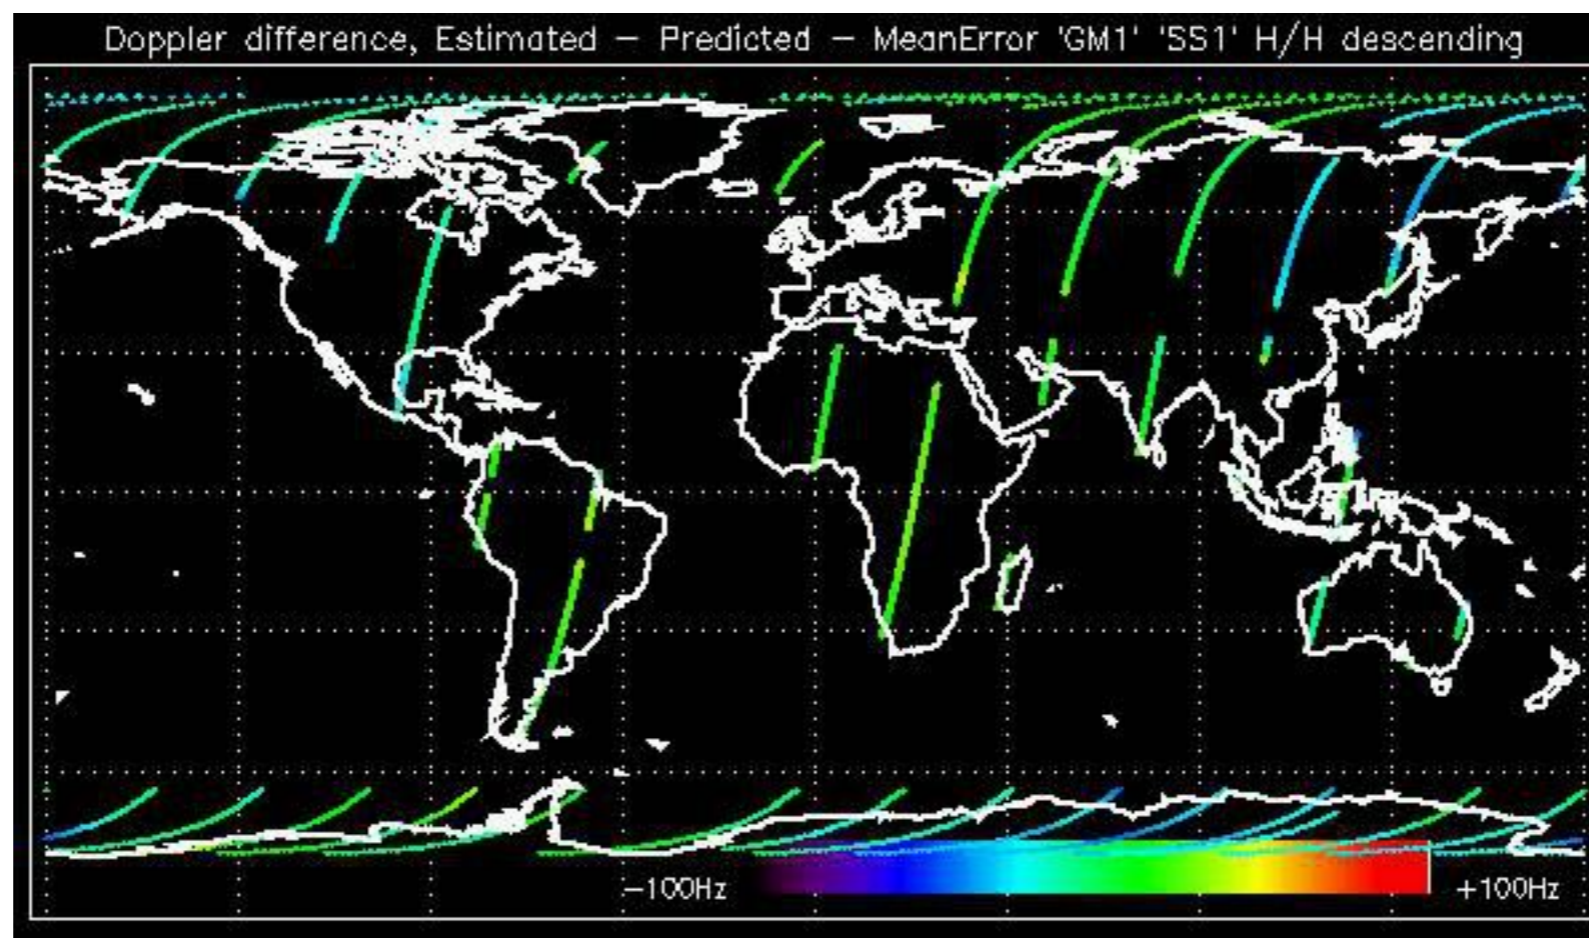 Doppler difference, Estimated – Predicted – MeanError 'GM1' 'SS1' H/H descending
–100Hz
+100Hz